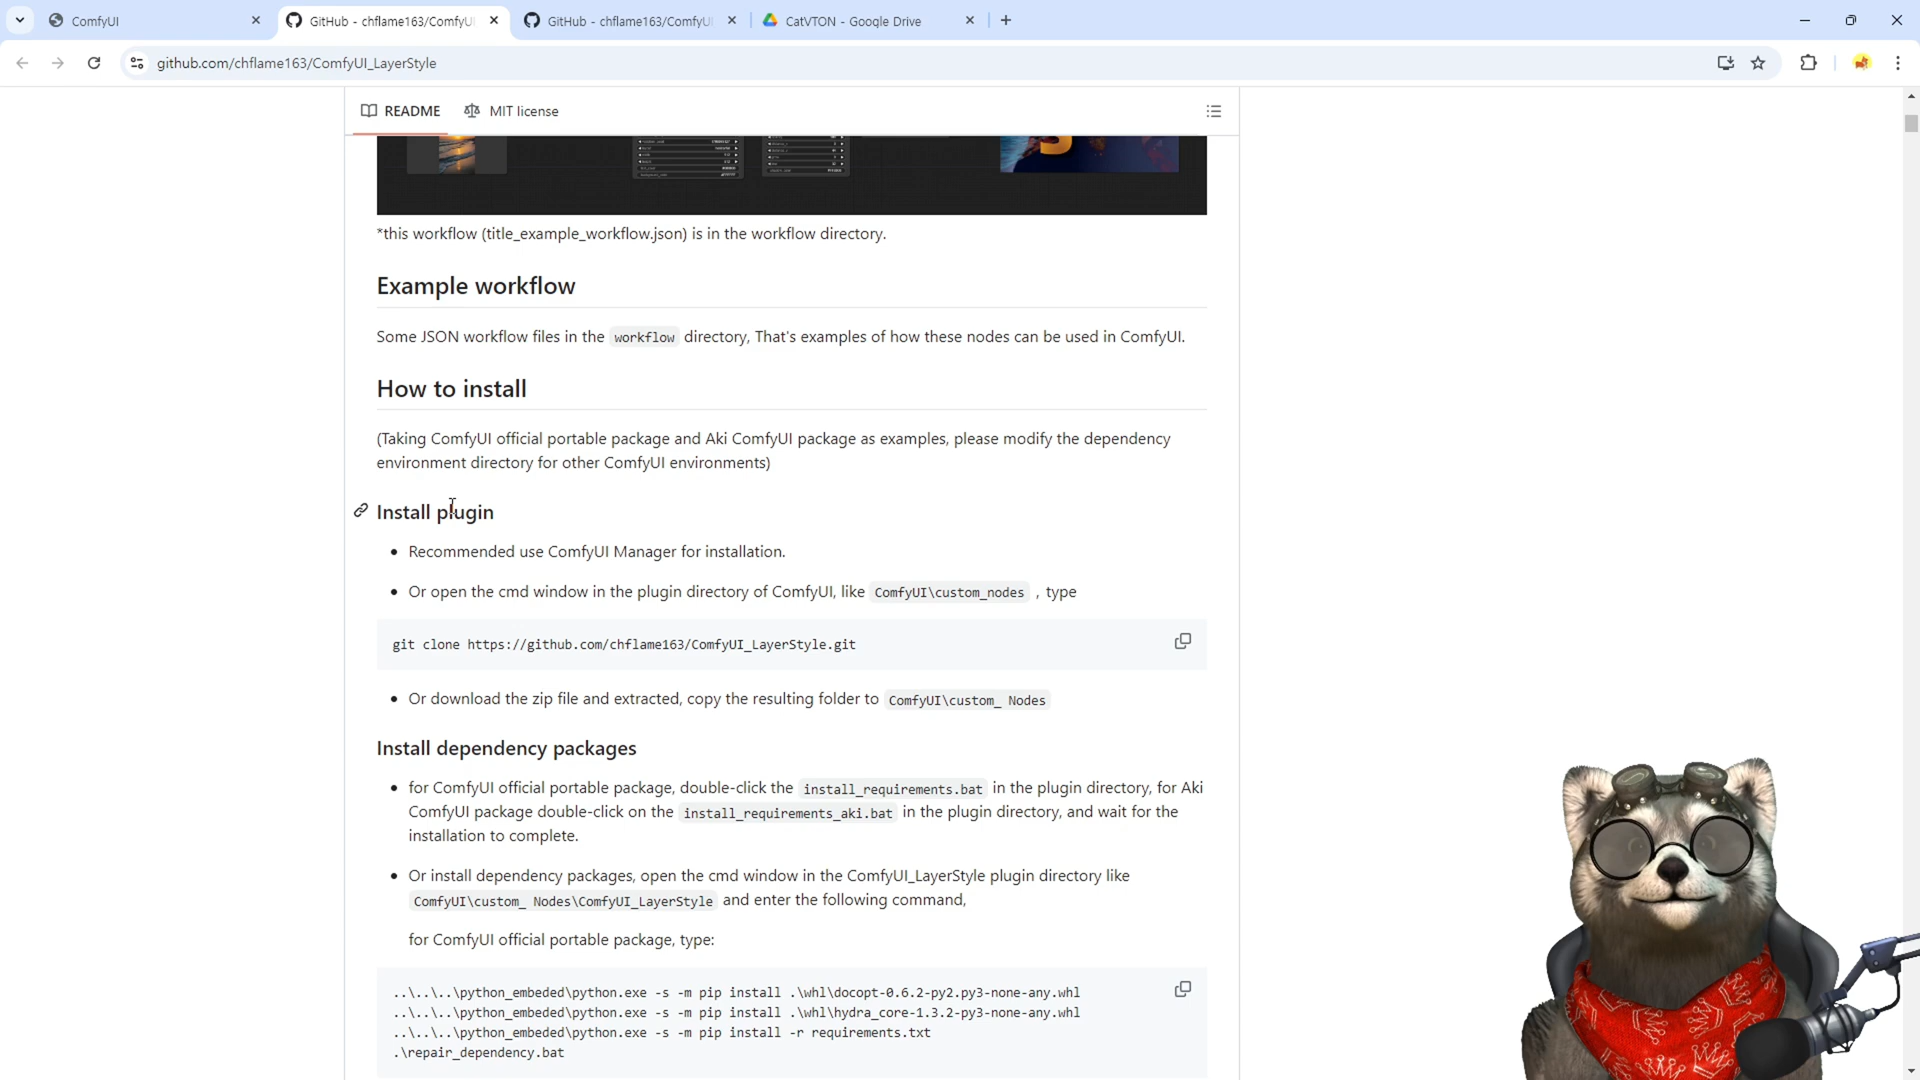 ComfyUI
GitHub - chflame163/ComfyUI
GitHub - chflame163/ComfyUI
CatVTON - Google Drive
github.com/chflame163/ComfyUI_LayerStyle
README
MIT license
*this workflow (title_example_workflow.json) is in the workflow directory.
Example workflow
Some JSON workflow files in the workflow directory, That's examples of how these nodes can be used in ComfyUI.
How to install
(Taking ComfyUI official portable package and Aki ComfyUI package as examples, please modify the dependency
environment directory for other ComfyUI environments)
Install plugin
• Recommended use ComfyUI Manager for installation.
• Or open the cmd window in the plugin directory of ComfyUI, like ComfyUI\custom_nodes , type
git clone https://github.com/chflame163/ComfyUI_LayerStyle.git
• Or download the zip file and extracted, copy the resulting folder to ComfyUI\custom_ Nodes
Install dependency packages
• for ComfyUI official portable package, double-click the install_requirements.bat in the plugin directory, for Aki
ComfyUI package double-click on the install_requirements_aki.bat in the plugin directory, and wait for the
installation to complete.
• Or install dependency packages, open the cmd window in the ComfyUI_LayerStyle plugin directory like
ComfyUI\custom_ Nodes\ComfyUI_LayerStyle and enter the following command,
for ComfyUI official portable package, type:
..\..\..\python_embeded\python.exe -s -m pip install .\whl\docopt-0.6.2-py2.py3-none-any.whl
..\..\..\python_embeded\python.exe -s -m pip install .\whl\hydra_core-1.3.2-py3-none-any.whl
..\..\..\python_embeded\python.exe -s -m pip install -r requirements.txt
.\repair_dependency.bat